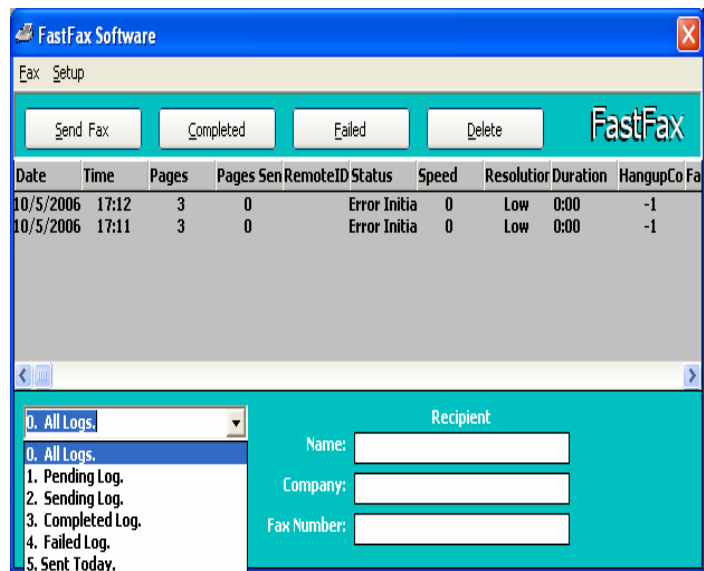 FastFax Software
Fax Setup
Send Fax Completed Failed Delete FastFax
Date Time Pages Pages Sen RemoteID Status Speed Resolution Duration HangupCo Fa
10/5/2006 17:12 3 0 Error Initia 0 Low 0:00 -1
10/5/2006 17:11 3 0 Error Initia 0 Low 0:00 -1
0. All Logs.
Recipient
0. All Logs.
Name:
1. Pending Log.
Company:
2. Sending Log.
3. Completed Log.
Fax Number:
4. Failed Log.
5. Sent Today.